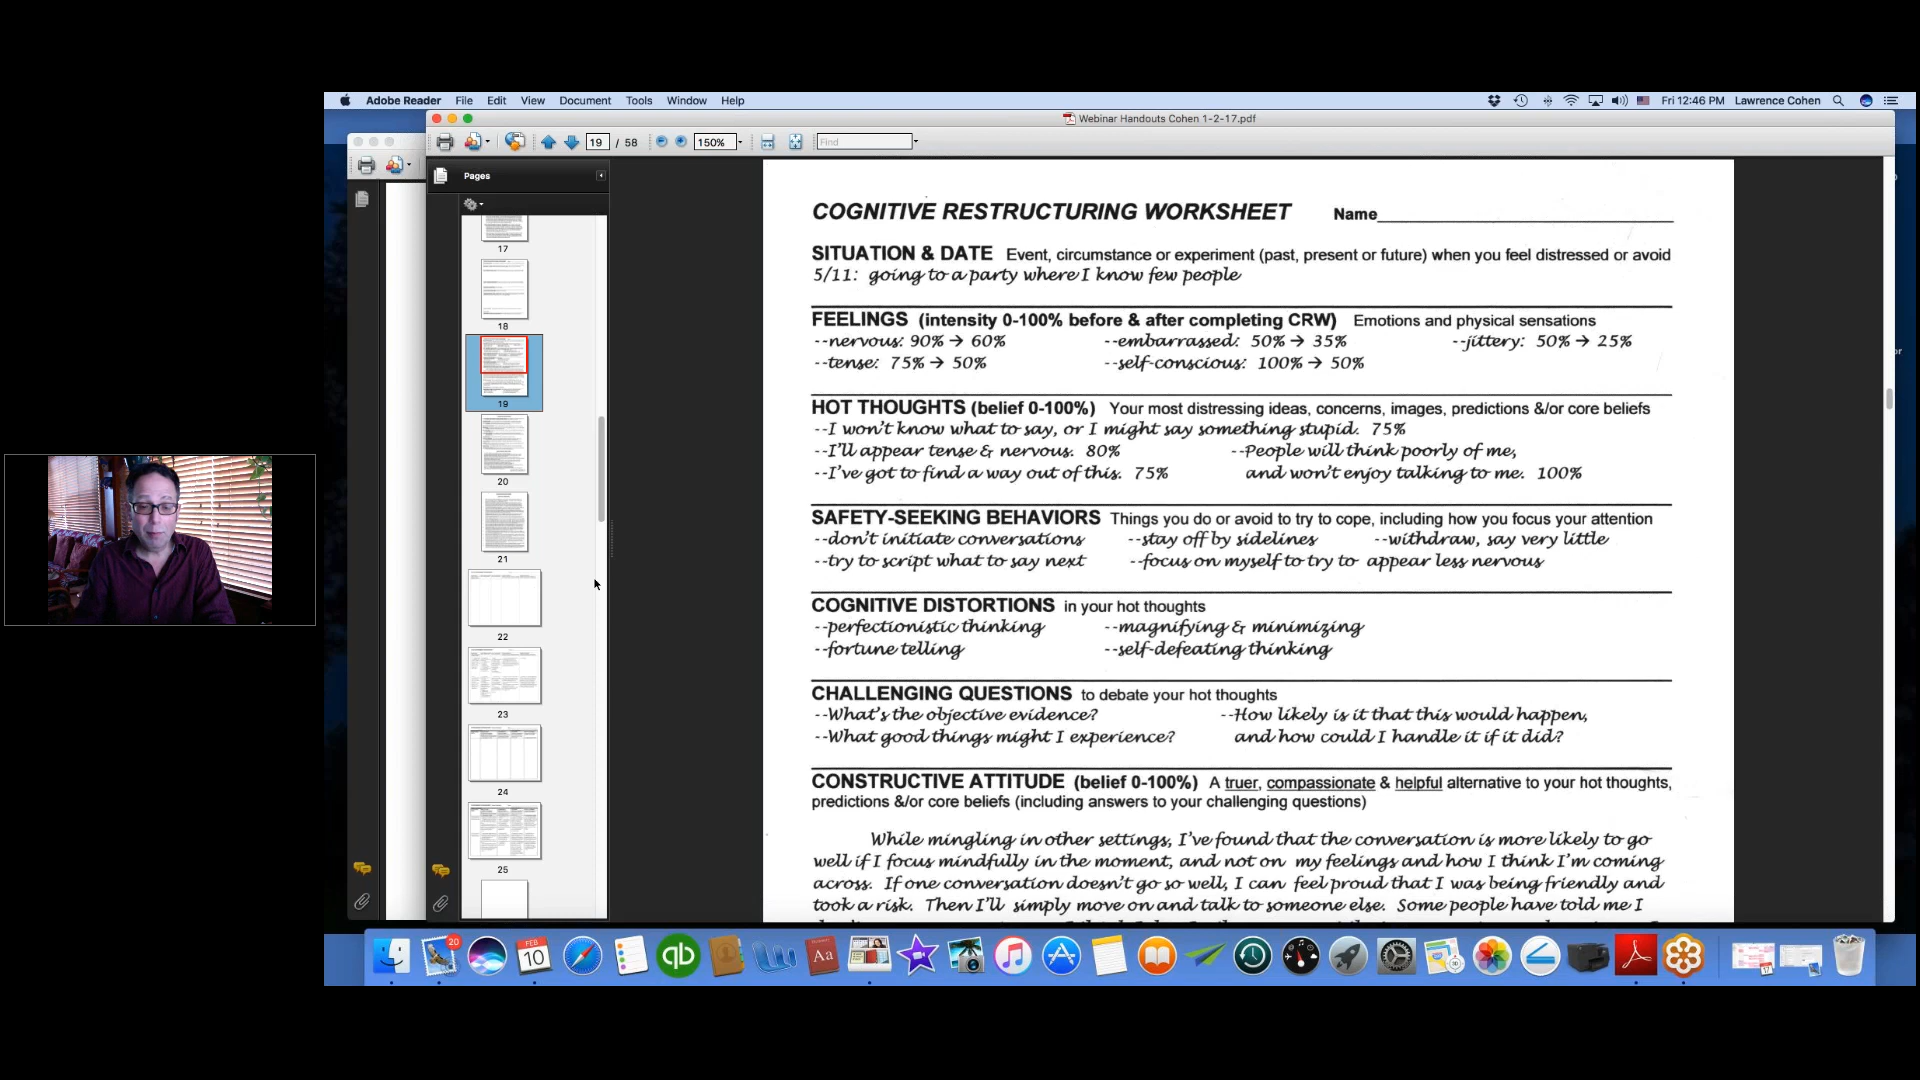 Adobe Reader File Edit View Document Tools Window Help
Fri 12:46 PM Lawrence Cohen
Webinar Handouts Cohen 1-2-17.pdf
19 / 58 150% Find
Pages
17
18
19
20
21
22
23
24
25
COGNITIVE RESTRUCTURING WORKSHEET Name
SITUATION & DATE Event, circumstance or experiment (past, present or future) when you feel distressed or avoid
5/11: going to a party where I know few people
FEELINGS (intensity 0-100% before & after completing CRW) Emotions and physical sensations
--nervous: 90% → 60% --embarrassed: 50% → 35% --jittery: 50% → 25%
--tense: 75% → 50% --self-conscious: 100% → 50%
HOT THOUGHTS (belief 0-100%) Your most distressing ideas, concerns, images, predictions &/or core beliefs
--I won't know what to say, or I might say something stupid. 75%
--I'll appear tense & nervous. 80% --People will think poorly of me,
--I've got to find a way out of this. 75% and won't enjoy talking to me. 100%
SAFETY-SEEKING BEHAVIORS Things you do or avoid to try to cope, including how you focus your attention
--don't initiate conversations --stay off by sidelines --withdraw, say very little
--try to script what to say next --focus on myself to try to appear less nervous
COGNITIVE DISTORTIONS in your hot thoughts
--perfectionistic thinking --magnifying & minimizing
--fortune telling --self-defeating thinking
CHALLENGING QUESTIONS to debate your hot thoughts
--What's the objective evidence? --How likely is it that this would happen,
--What good things might I experience? and how could I handle it if it did?
CONSTRUCTIVE ATTITUDE (belief 0-100%) A truer, compassionate & helpful alternative to your hot thoughts,
predictions &/or core beliefs (including answers to your challenging questions)
While mingling in other settings, I've found that the conversation is more likely to go
well if I focus mindfully in the moment, and not on my feelings and how I think I'm coming
across. If one conversation doesn't go so well, I can feel proud that I was being friendly and
took a risk. Then I'll simply move on and talk to someone else. Some people have told me I
20
FEB
10
qb
Aa
17